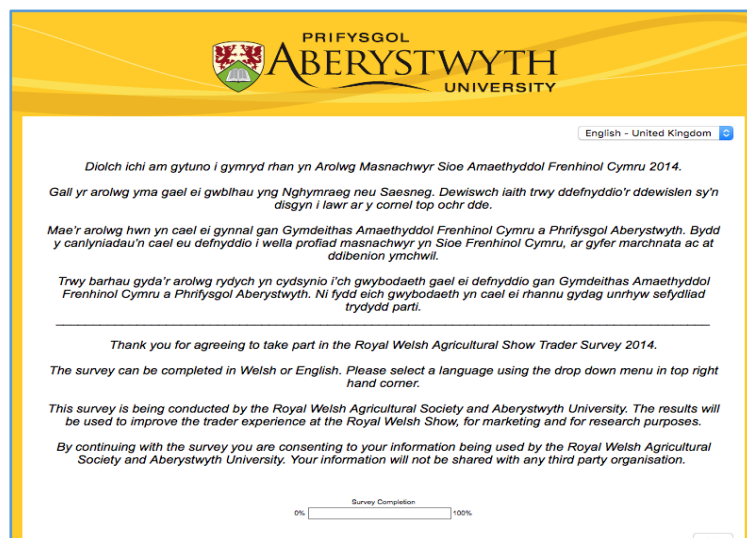 PRIFYSGOL
ABERYSTWYTH
UNIVERSITY
English - United Kingdom
Diolch ichi am gytuno i gymryd rhan yn Arolwg Masnachwyr Sioe Amaethyddol Frenhinol Cymru 2014.
Gall yr arolwg yma gael ei gwblhau yng Nghymraeg neu Saesneg. Dewiswch iaith trwy ddefnyddio'r ddewislen sy'n
disgyn i lawr ar y cornel top ochr dde.
Mae'r arolwg hwn yn cael ei gynnal gan Gymdeithas Amaethyddol Frenhinol Cymru a Phrifysgol Aberystwyth. Bydd
y canlyniadau'n cael eu defnyddio i wella profiad masnachwyr yn Sioe Frenhinol Cymru, ar gyfer marchnata ac at
ddibenion ymchwil.
Trwy barhau gyda'r arolwg rydych yn cydsynio i'ch gwybodaeth gael ei defnyddio gan Gymdeithas Amaethyddol
Frenhinol Cymru a Phrifysgol Aberystwyth. Ni fydd eich gwybodaeth yn cael ei rhannu gydag unrhyw sefydliad
trydydd parti.
Thank you for agreeing to take part in the Royal Welsh Agricultural Show Trader Survey 2014.
The survey can be completed in Welsh or English. Please select a language using the drop down menu in top right
hand corner.
This survey is being conducted by the Royal Welsh Agricultural Society and Aberystwyth University. The results will
be used to improve the trader experience at the Royal Welsh Show, for marketing and for research purposes.
By continuing with the survey you are consenting to your information being used by the Royal Welsh Agricultural
Society and Aberystwyth University. Your information will not be shared with any third party organisation.
Survey Completion
0% 100%